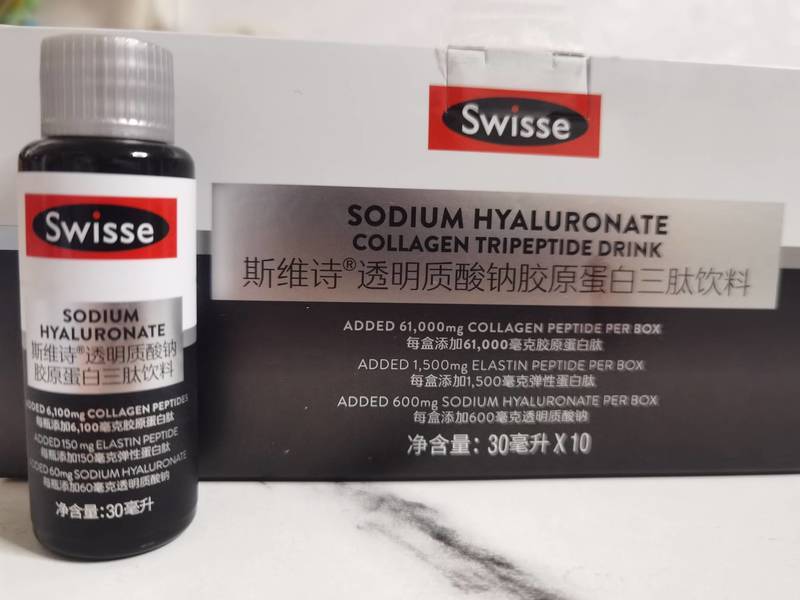 Swisse
SODIUM
HYALURONATE
斯维诗®透明质酸钠
胶原蛋白三肽饮料
ADDED 6,100mg COLLAGEN PEPTIDES
每瓶添加6,100毫克胶原蛋白肽
ADDED 150 mg ELASTIN PEPTIDE
每瓶添加150毫克弹性蛋白肽
ADDED 60mg SODIUM HYALURONATE
每瓶添加60毫克透明质酸钠
净含量:30毫升
Swisse
SODIUM HYALURONATE
COLLAGEN TRIPEPTIDE DRINK
斯维诗®透明质酸钠胶原蛋白三肽饮料
ADDED 61,000mg COLLAGEN PEPTIDE PER BOX
每盒添加61,000毫克胶原蛋白肽
ADDED 1,500mg ELASTIN PEPTIDE PER BOX
每盒添加1,500毫克弹性蛋白肽
ADDED 600mg SODIUM HYALURONATE PER BOX
每盒添加600毫克透明质酸钠
净含量: 30毫升X10